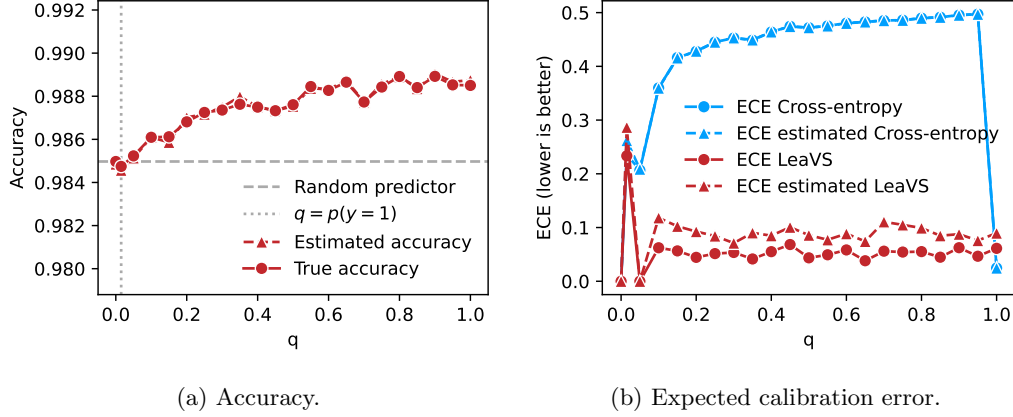 0.992
0.990
0.988
0.986
0.984
0.982
0.980
Accuracy
Random predictor
q = p(y = 1)
Estimated accuracy
True accuracy
0.0 0.2 0.4 0.6 0.8 1.0
q
(a) Accuracy.
0.5
0.4
0.3
0.2
0.1
0.0
ECE (lower is better)
ECE Cross-entropy
ECE estimated Cross-entropy
ECE LeaVS
ECE estimated LeaVS
0.0 0.2 0.4 0.6 0.8 1.0
q
(b) Expected calibration error.